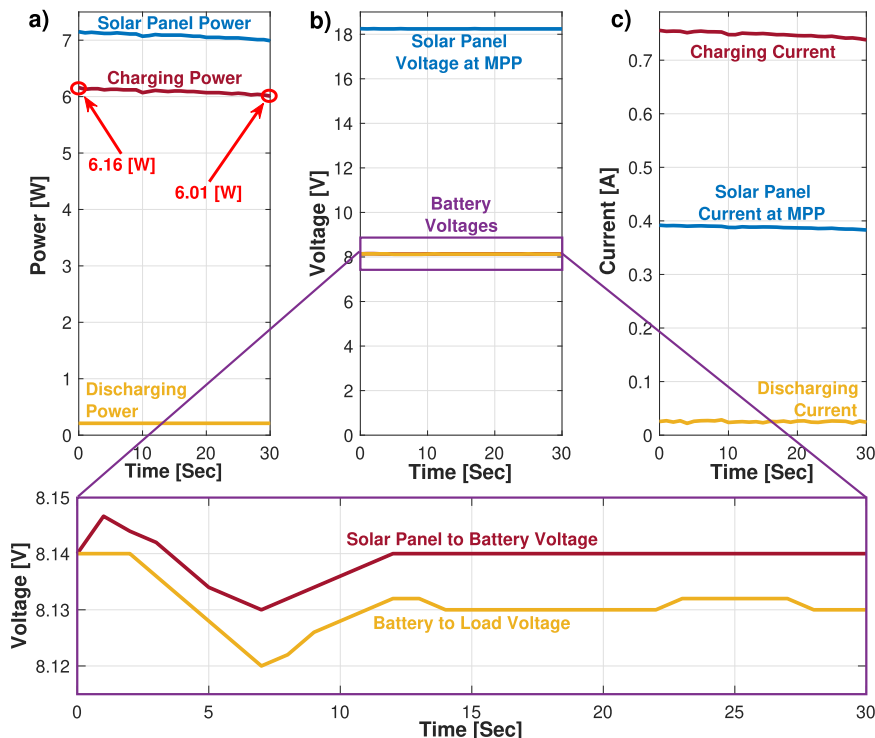 a)
b)
c)
Solar Panel Power
Charging Power
6.16 [W]
6.01 [W]
Discharging
Power
Power [W]
0
1
2
3
4
5
6
7
0
10
20
30
Time [Sec]
Solar Panel
Voltage at MPP
Battery
Voltages
Voltage [V]
0
2
4
6
8
10
12
14
16
18
0
10
20
30
Time [Sec]
Charging Current
Solar Panel
Current at MPP
Discharging
Current
Current [A]
0
0.1
0.2
0.3
0.4
0.5
0.6
0.7
0
10
20
30
Time [Sec]
8.15
8.14
8.13
8.12
Voltage [V]
Solar Panel to Battery Voltage
Battery to Load Voltage
0
5
10
15
20
25
30
Time [Sec]